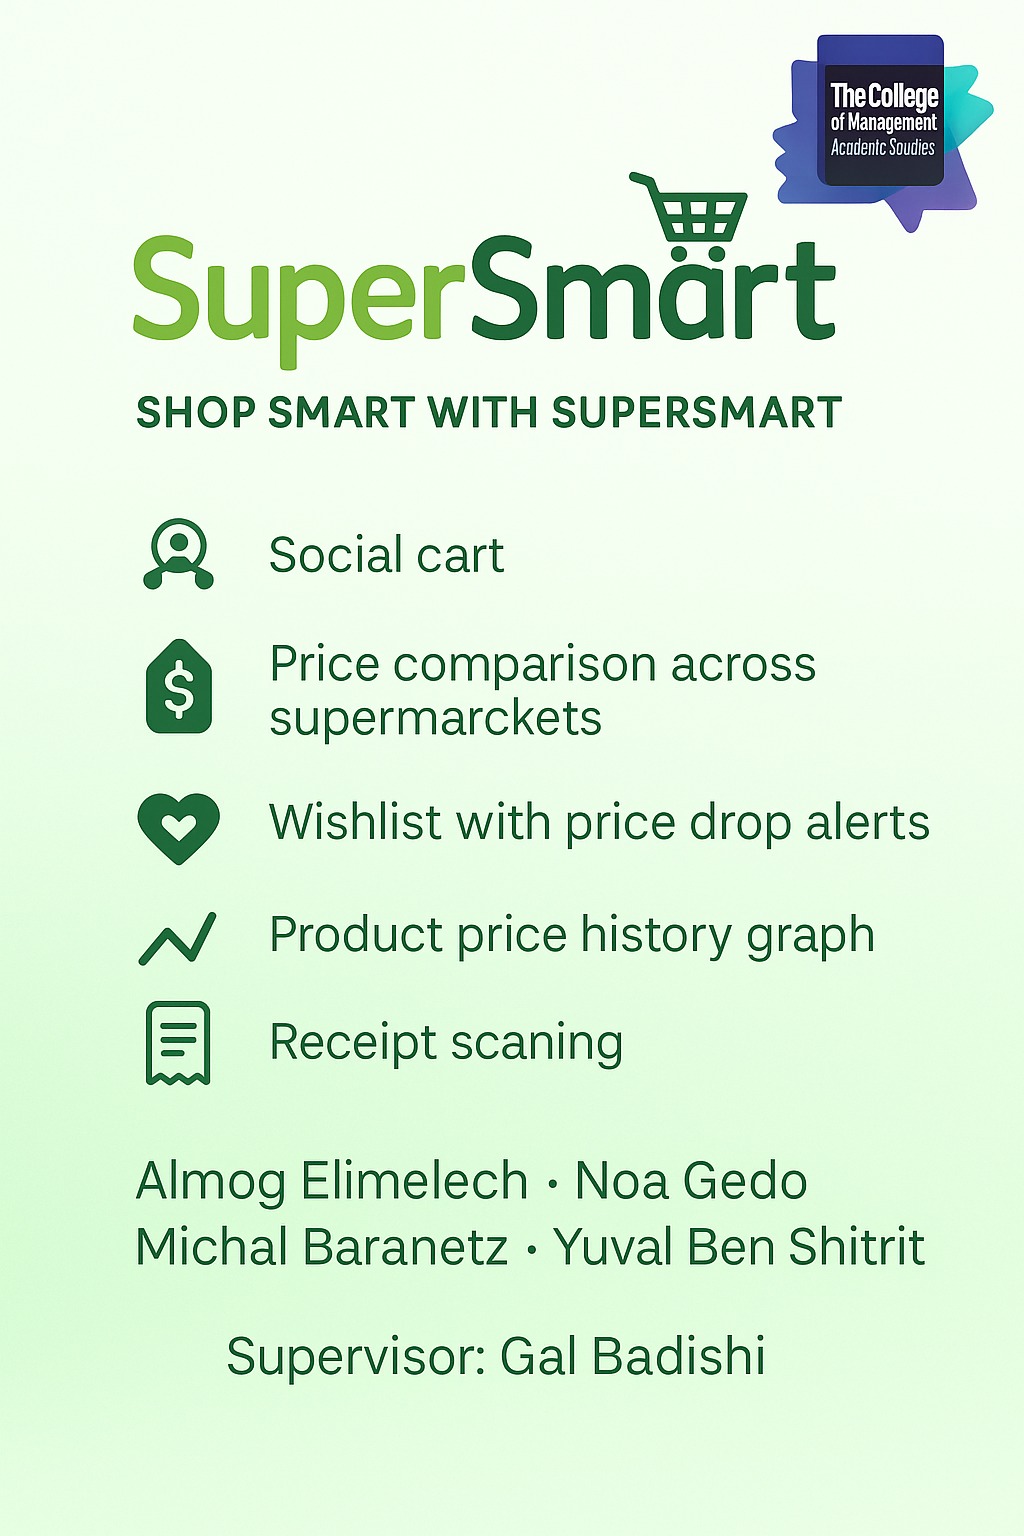 The College
of Management
Academtc Soudies
SuperSmart
SHOP SMART WITH SUPERSMART
Social cart
$
Price comparison across
supermarckets
Wishlist with price drop alerts
Product price history graph
Receipt scaning
Almog Elimelech • Noa Gedo
Michal Baranetz • Yuval Ben Shitrit
Supervisor: Gal Badishi